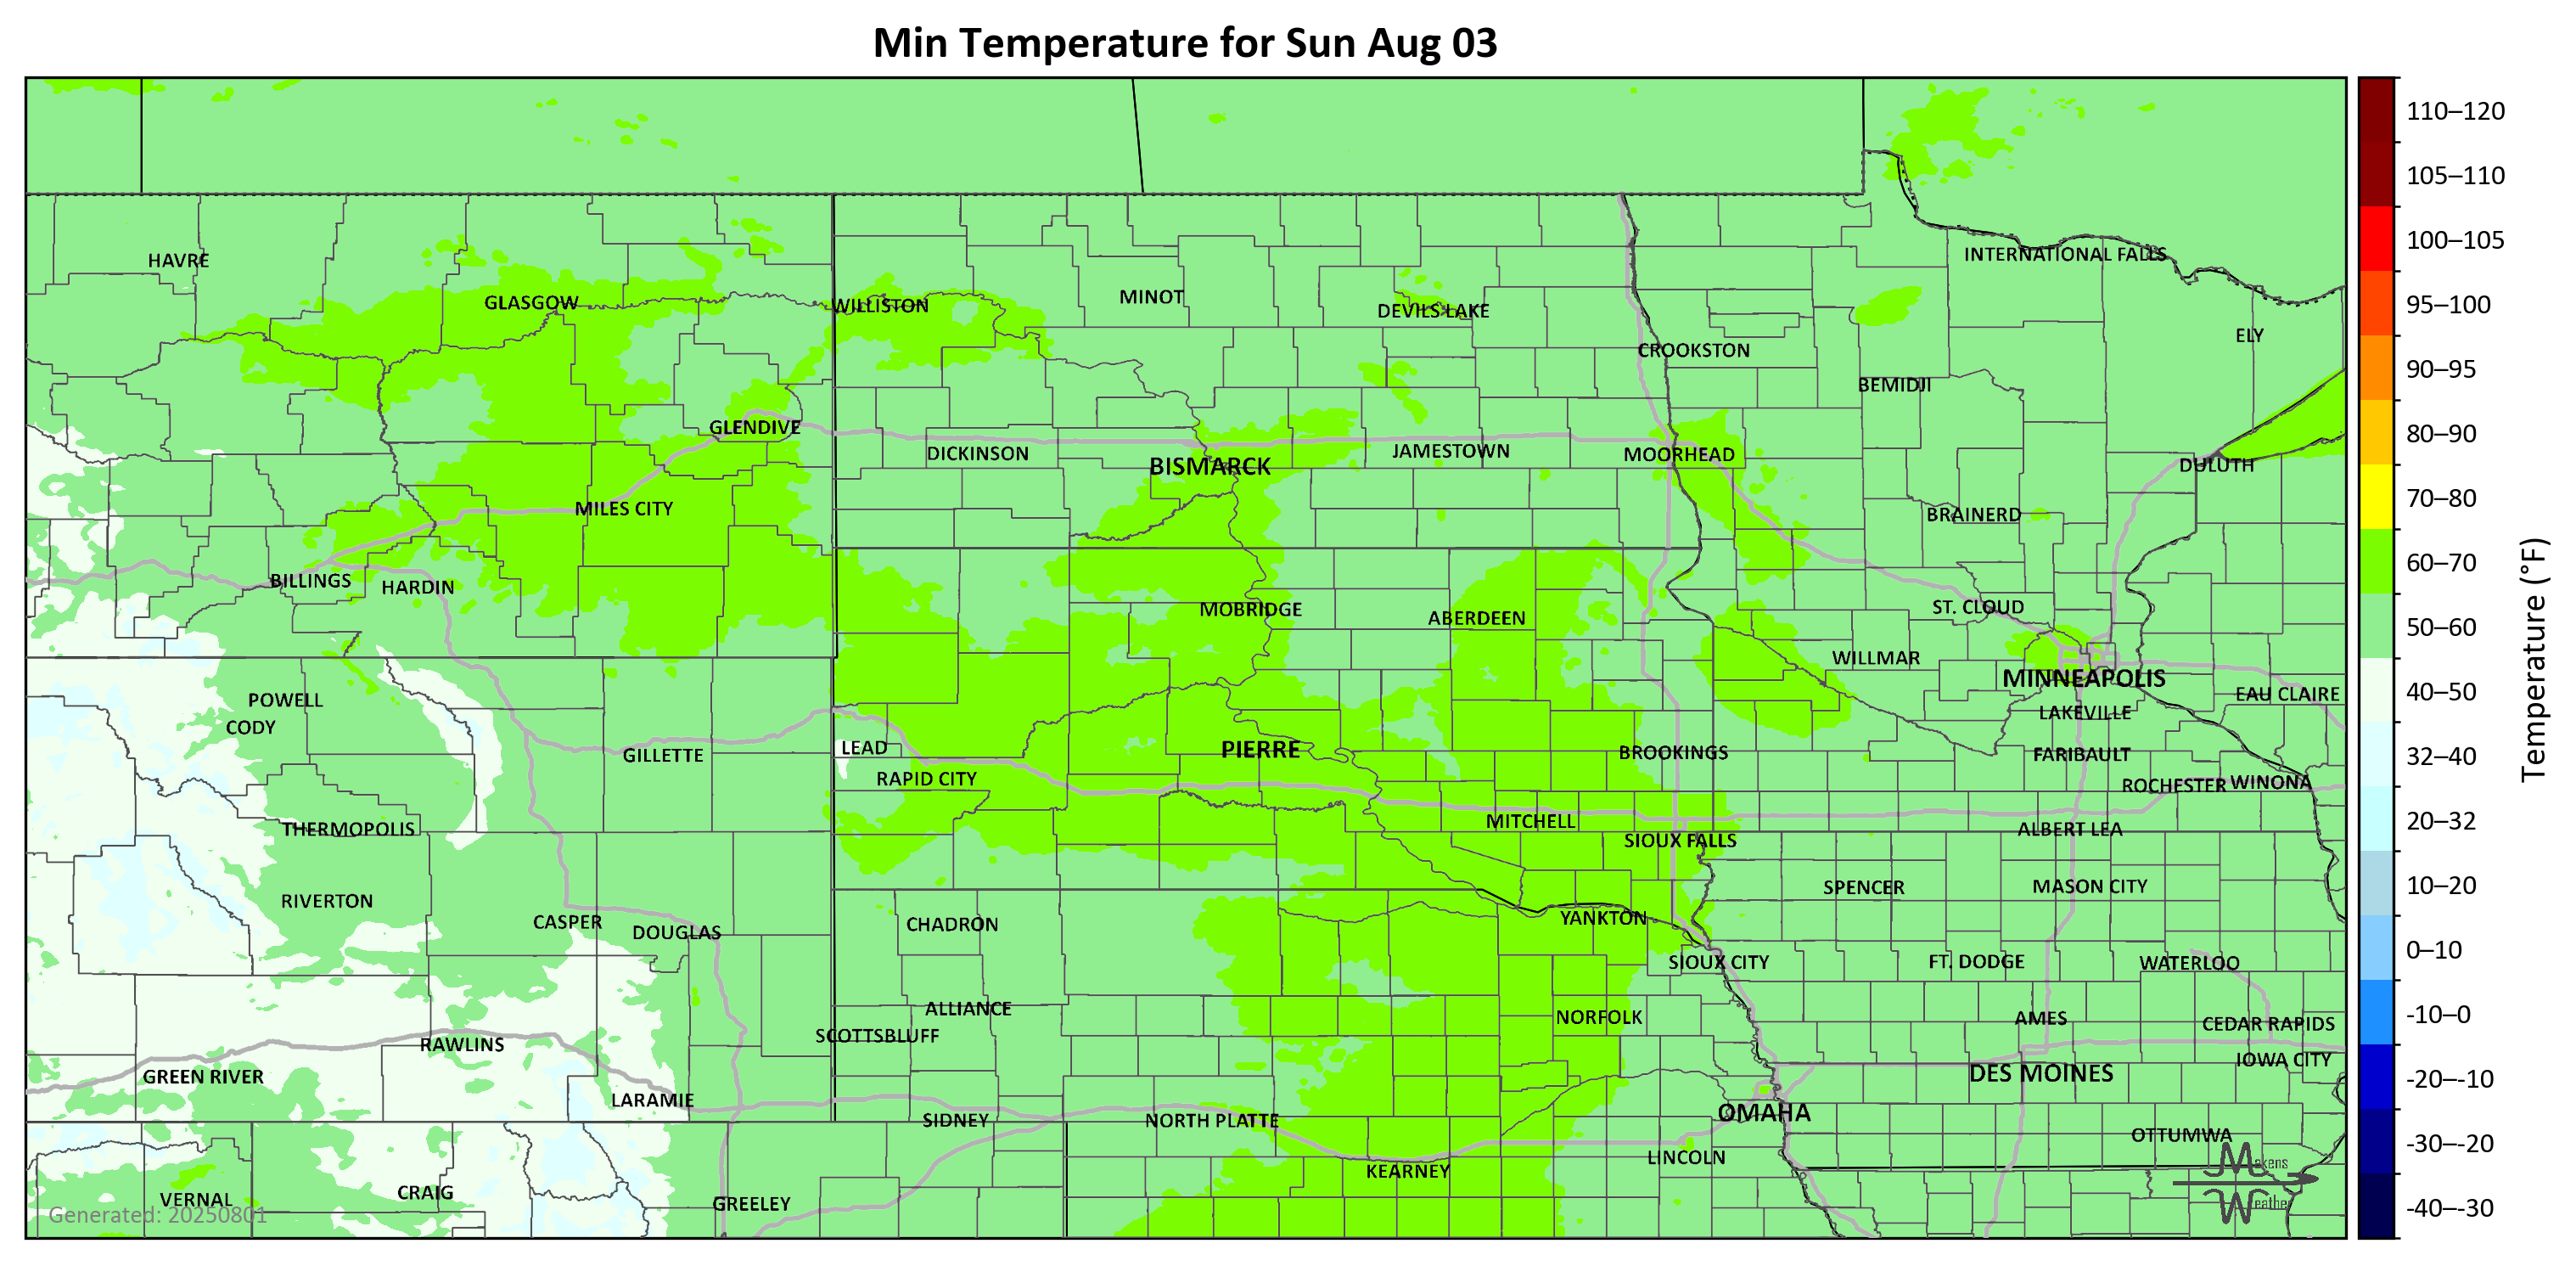 Min Temperature for Sun Aug 03
110–120
105–110
100–105
95–100
90–95
80–90
70–80
60–70
50–60
40–50
32–40
20–32
10–20
0–10
-10–0
-20–-10
-30–-20
-40–-30
Temperature (°F)
HAVRE
GLASGOW
WILLISTON
MINOT
DEVILS LAKE
INTERNATIONAL FALLS
ELY
CROOKSTON
BEMIDJI
GLENDIVE
DICKINSON
BISMARCK
JAMESTOWN
MOORHEAD
DULUTH
MILES CITY
BRAINERD
BILLINGS
HARDIN
MOBRIDGE
ABERDEEN
ST. CLOUD
WILLMAR
MINNEAPOLIS
EAU CLAIRE
POWELL
CODY
LAKEVILLE
GILLETTE
LEAD
PIERRE
BROOKINGS
FARIBAULT
RAPID CITY
ROCHESTER
WINONA
THERMOPOLIS
MITCHELL
SIOUX FALLS
ALBERT LEA
RIVERTON
SPENCER
MASON CITY
CASPER
DOUGLAS
CHADRON
YANKTON
SIOUX CITY
FT. DODGE
WATERLOO
ALLIANCE
SCOTTSBLUFF
NORFOLK
AMES
CEDAR RAPIDS
RAWLINS
IOWA CITY
GREEN RIVER
DES MOINES
LARAMIE
SIDNEY
NORTH PLATTE
OMAHA
OTTUMWA
LINCOLN
KEARNEY
VERNAL
CRAIG
GREELEY
Makens
Weather
Generated: 20250801